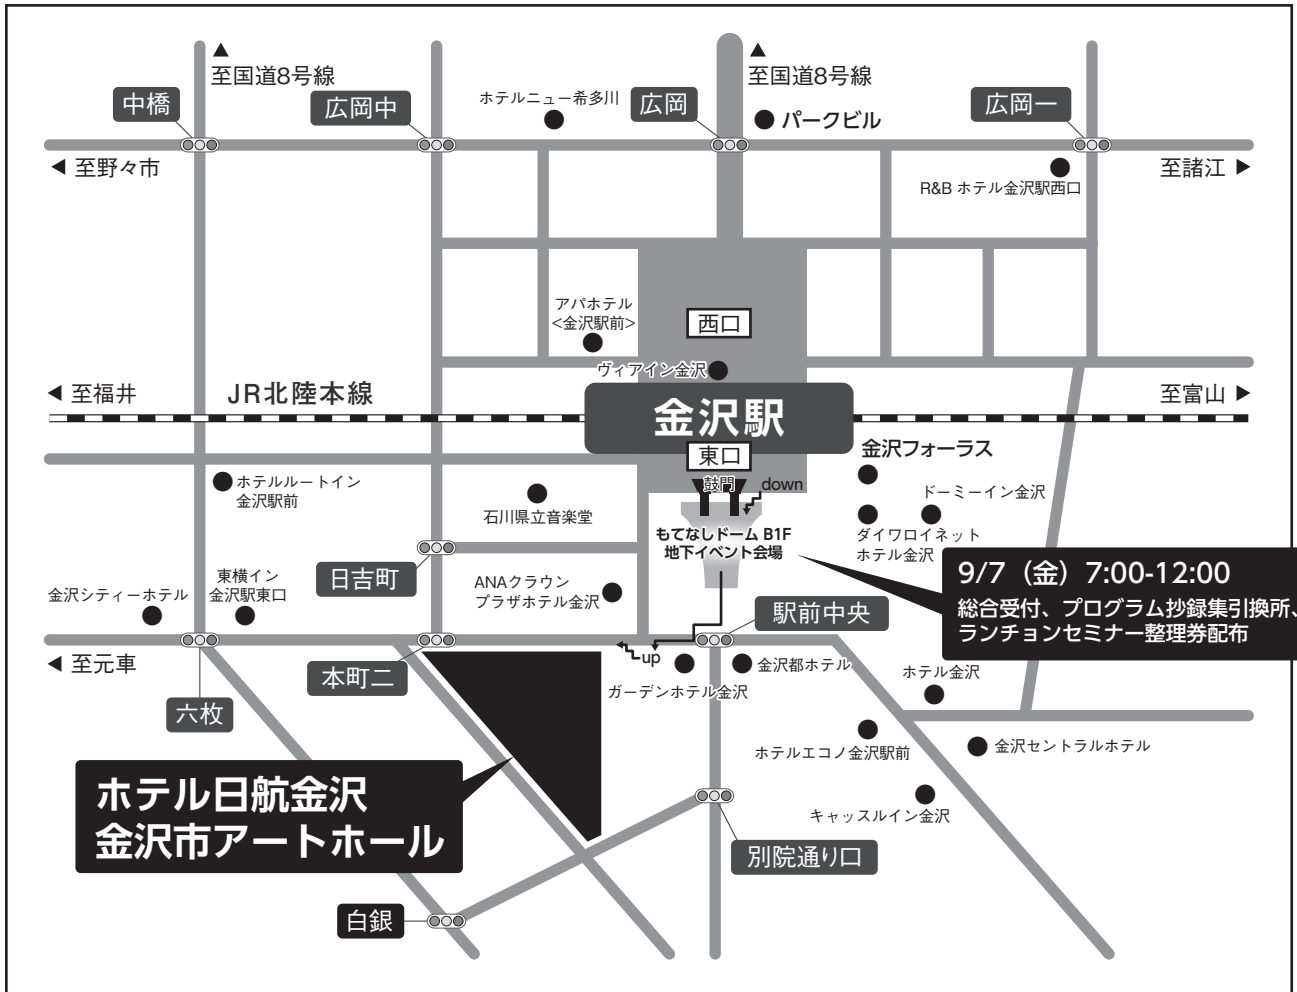 至国道8号線
至国道8号線
中橋
広岡中
ホテルニュー希多川
広岡
パークビル
広岡一
至野々市
至諸江
R&B ホテル金沢駅西口
アパホテル
<金沢駅前>
西口
ヴィアイン金沢
至福井
JR北陸本線
至富山
金沢駅
東口
金沢フォーラス
鼓門
down
ホテルルートイン
金沢駅前
石川県立音楽堂
ドーミーイン金沢
もてなしドーム B1F
地下イベント会場
ダイワロイネット
ホテル金沢
9/7（金）7:00-12:00
総合受付、プログラム抄録集引換所、
ランチョンセミナー整理券配布
日吉町
ANAクラウン
プラザホテル金沢
東横イン
金沢駅東口
金沢シティーホテル
駅前中央
至元車
up
本町二
ガーデンホテル金沢
金沢都ホテル
ホテル金沢
六枚
ホテルエコノ金沢駅前
金沢セントラルホテル
ホテル日航金沢
金沢市アートホール
キャッスルイン金沢
別院通り口
白銀